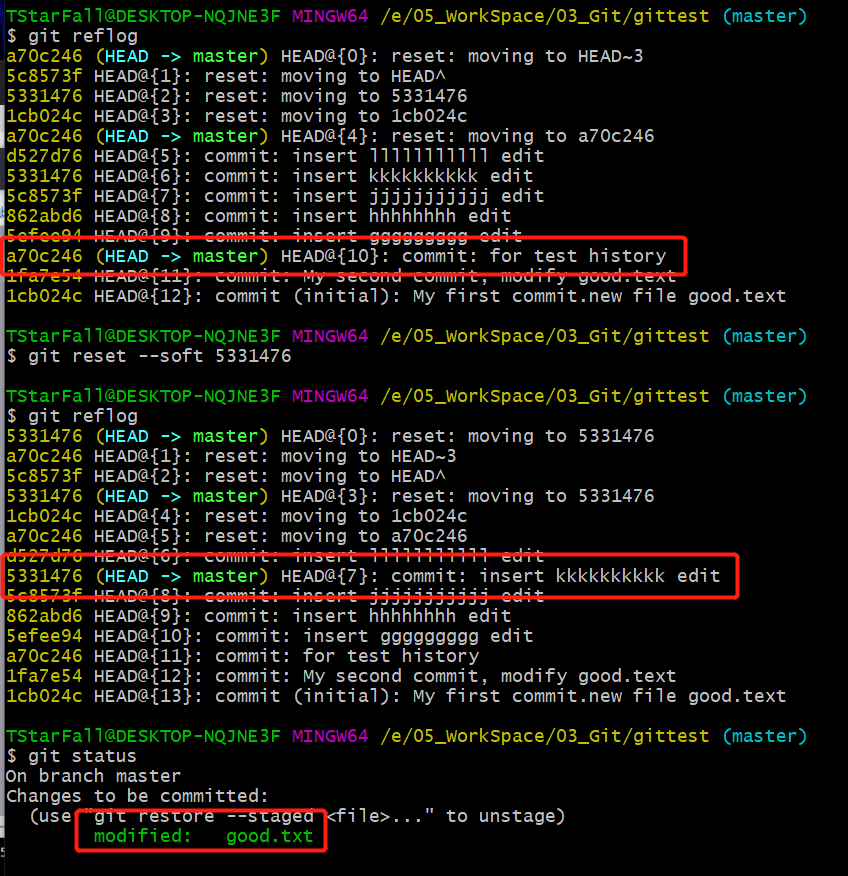 TStarFall@DESKTOP-NQJNE3F MINGW64 /e/05_WorkSpace/03_Git/gittest (master)
$ git reflog
a70c246 (HEAD -> master) HEAD@{0}: reset: moving to HEAD~3
5c8573f HEAD@{1}: reset: moving to HEAD^
5331476 HEAD@{2}: reset: moving to 5331476
1cb024c HEAD@{3}: reset: moving to 1cb024c
a70c246 (HEAD -> master) HEAD@{4}: reset: moving to a70c246
d527d76 HEAD@{5}: commit: insert llllllllllll edit
5331476 HEAD@{6}: commit: insert kkkkkkkkkk edit
5c8573f HEAD@{7}: commit: insert jjjjjjjjjjj edit
862abd6 HEAD@{8}: commit: insert hhhhhhhh edit
5efee94 HEAD@{9}: commit: insert ggggggggg edit
a70c246 (HEAD -> master) HEAD@{10}: commit: for test history
1fa7e54 HEAD@{11}: commit: My second commit, modify good.text
1cb024c HEAD@{12}: commit (initial): My first commit.new file good.text
TStarFall@DESKTOP-NQJNE3F MINGW64 /e/05_WorkSpace/03_Git/gittest (master)
$ git reset --soft 5331476
TStarFall@DESKTOP-NQJNE3F MINGW64 /e/05_WorkSpace/03_Git/gittest (master)
$ git reflog
5331476 (HEAD -> master) HEAD@{0}: reset: moving to 5331476
a70c246 HEAD@{1}: reset: moving to HEAD~3
5c8573f HEAD@{2}: reset: moving to HEAD^
5331476 (HEAD -> master) HEAD@{3}: reset: moving to 5331476
1cb024c HEAD@{4}: reset: moving to 1cb024c
a70c246 HEAD@{5}: reset: moving to a70c246
d527d76 HEAD@{6}: commit: insert llllllllllll edit
5331476 (HEAD -> master) HEAD@{7}: commit: insert kkkkkkkkkk edit
5c8573f HEAD@{8}: commit: insert jjjjjjjjjjj edit
862abd6 HEAD@{9}: commit: insert hhhhhhhh edit
5efee94 HEAD@{10}: commit: insert ggggggggg edit
a70c246 HEAD@{11}: commit: for test history
1fa7e54 HEAD@{12}: commit: My second commit, modify good.text
1cb024c HEAD@{13}: commit (initial): My first commit.new file good.text
TStarFall@DESKTOP-NQJNE3F MINGW64 /e/05_WorkSpace/03_Git/gittest (master)
$ git status
On branch master
Changes to be committed:
(use "git restore --staged <file>..." to unstage)
modified: good.txt